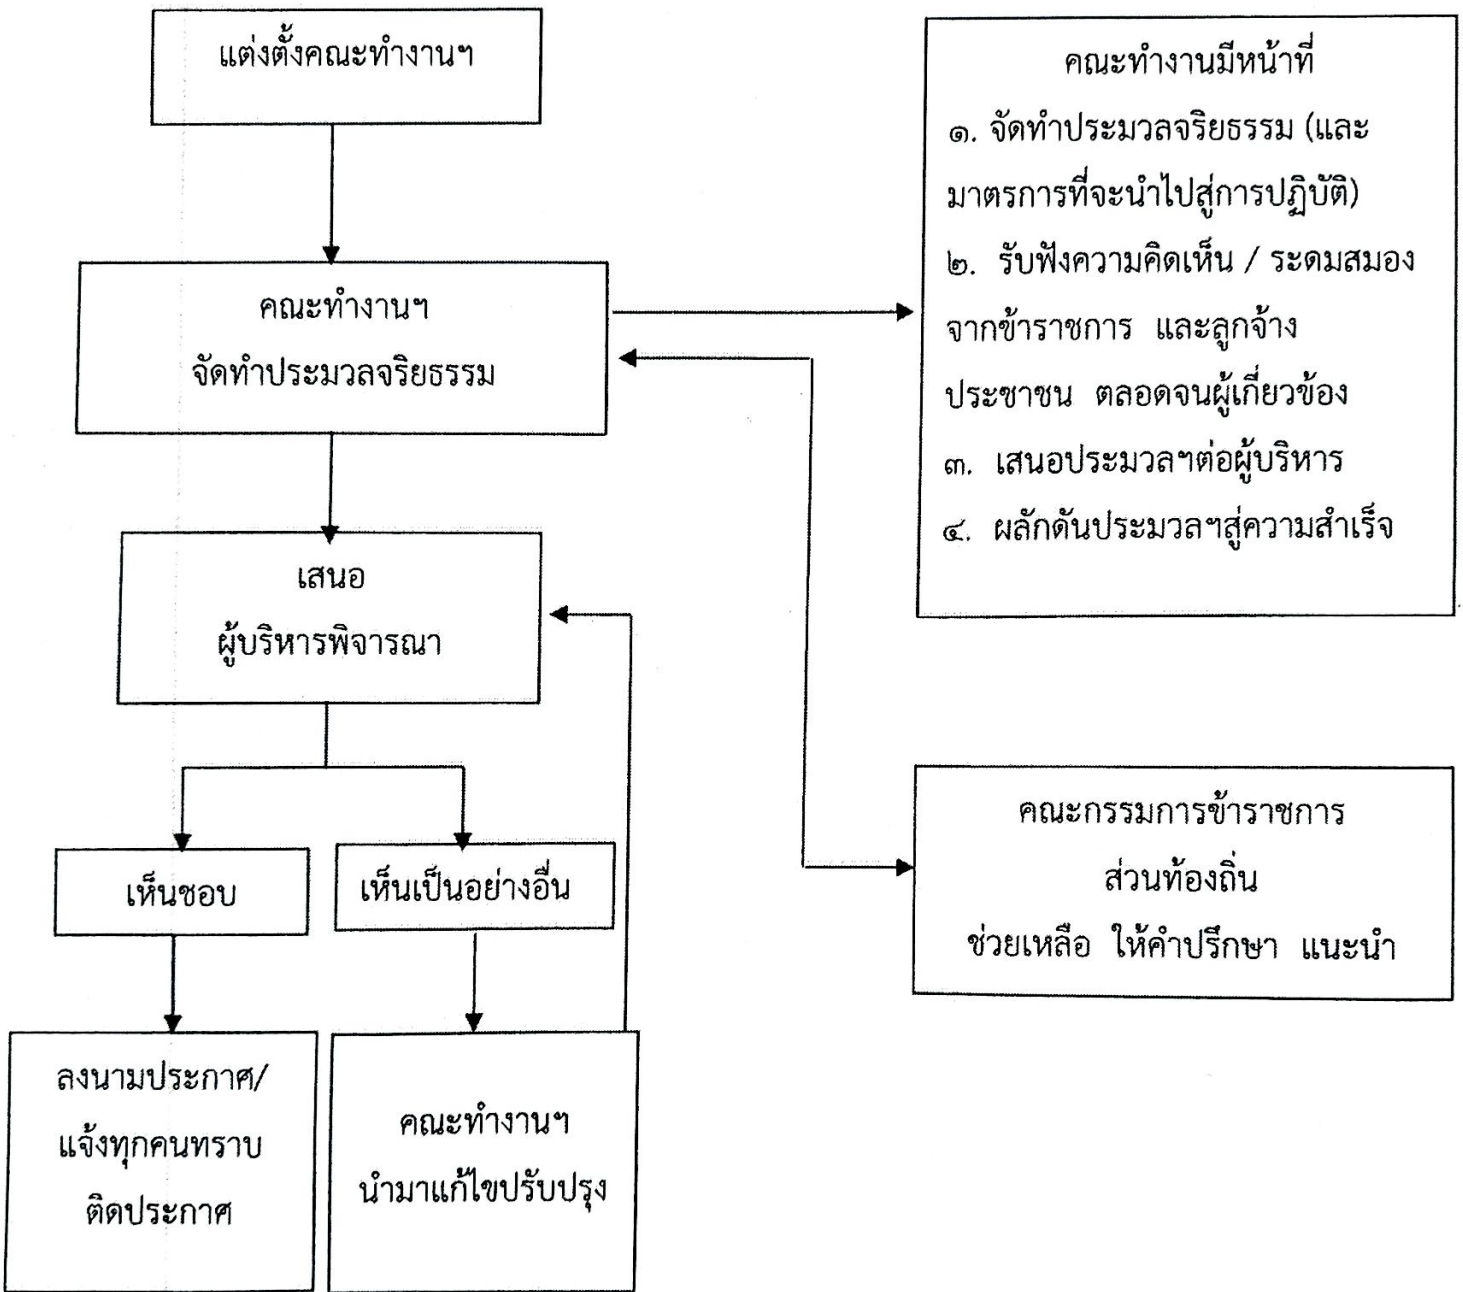 แต่งตั้งคณะทำงานฯ
คณะทำงานฯ
จัดทำประมวลจริยธรรม
เสนอ
ผู้บริหารพิจารณา
เห็นชอบ
เห็นเป็นอย่างอื่น
ลงนามประกาศ/
แจ้งทุกคนทราบ
ติดประกาศ
คณะทำงานฯ
นำมาแก้ไขปรับปรุง
คณะทำงานมีหน้าที่
๑. จัดทำประมวลจริยธรรม (และ
มาตรการที่จะนำไปสู่การปฏิบัติ)
๒. รับฟังความคิดเห็น / ระดมสมอง
จากข้าราชการ และลูกจ้าง
ประชาชน ตลอดจนผู้เกี่ยวข้อง
๓. เสนอประมวลฯต่อผู้บริหาร
๔. ผลักดันประมวลฯสู่ความสำเร็จ
คณะกรรมการข้าราชการ
ส่วนท้องถิ่น
ช่วยเหลือ ให้คำปรึกษา แนะนำ